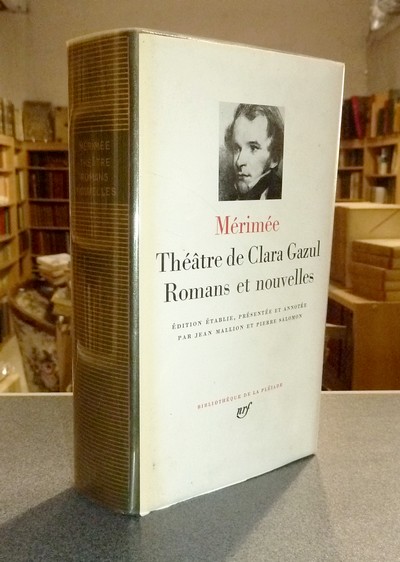 MÉRIMÉE
THÉÂTRE
ROMANS
NOUVELLES
Mérimée
Théâtre de Clara Gazul
Romans et nouvelles
ÉDITION ÉTABLIE, PRÉSENTÉE ET ANNOTÉE
PAR JEAN MALLION ET PIERRE SALOMON
BIBLIOTHÈQUE DE LA PLÉIADE
nrf